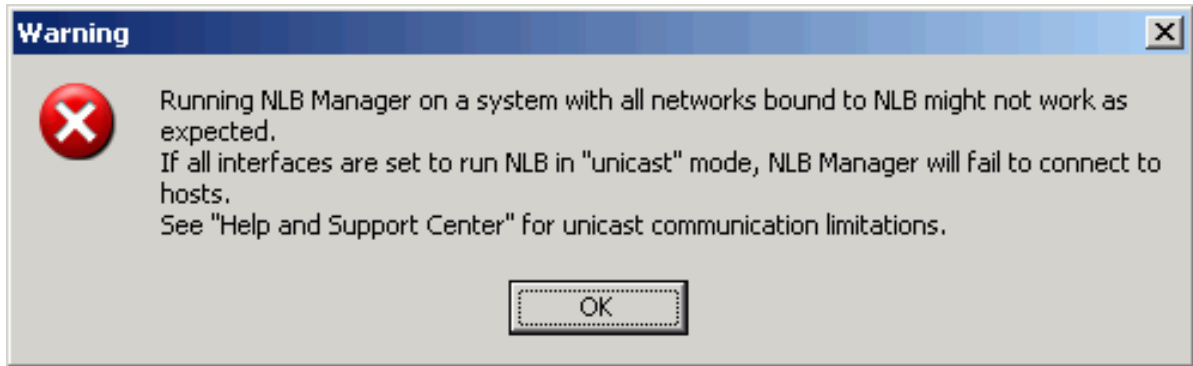 Warning
Running NLB Manager on a system with all networks bound to NLB might not work as
expected.
If all interfaces are set to run NLB in "unicast" mode, NLB Manager will fail to connect to
hosts.
See "Help and Support Center" for unicast communication limitations.
OK